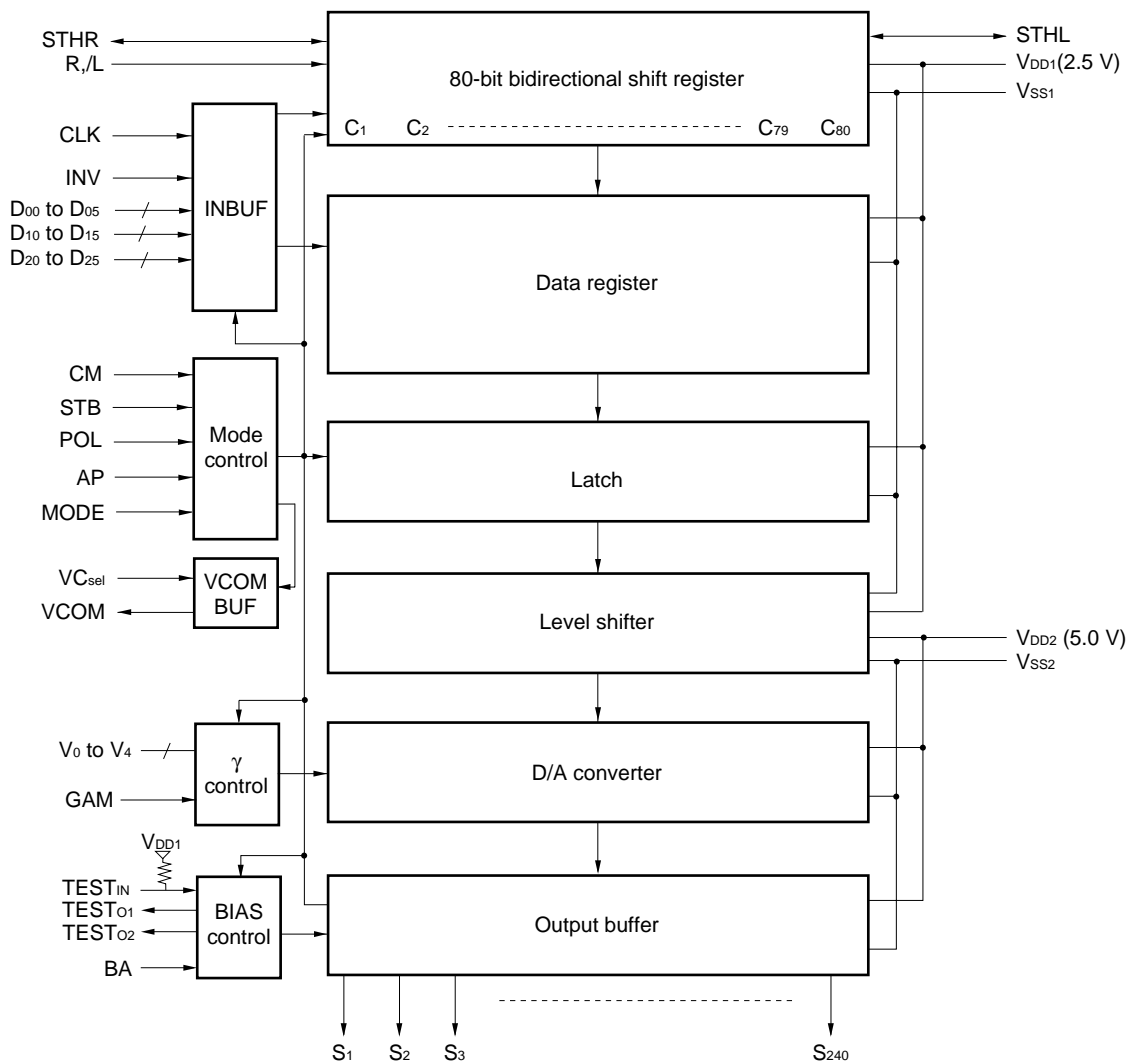 STHR
STHL
R,/L
80-bit bidirectional shift register
VDD1(2.5 V)
VSS1
C1 C2 C79 C80
CLK
INV
INBUF
D00 to D05
D10 to D15
D20 to D25
Data register
CM
STB
POL
AP
MODE
Mode
control
Latch
VCsel
VCOM
VCOM
BUF
Level shifter
VDD2 (5.0 V)
VSS2
V0 to V4
GAM
γ
control
D/A converter
VDD1
TESTIN
TESTO1
TESTO2
BA
BIAS
control
Output buffer
S1 S2 S3 S240